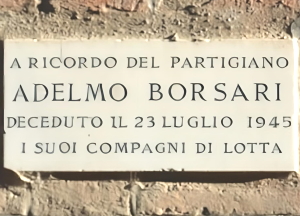 A RICORDO DEL PARTIGIANO
ADELMO BORSARI
DECEDUTO IL 23 LUGLIO 1945
I SUOI COMPAGNI DI LOTTA